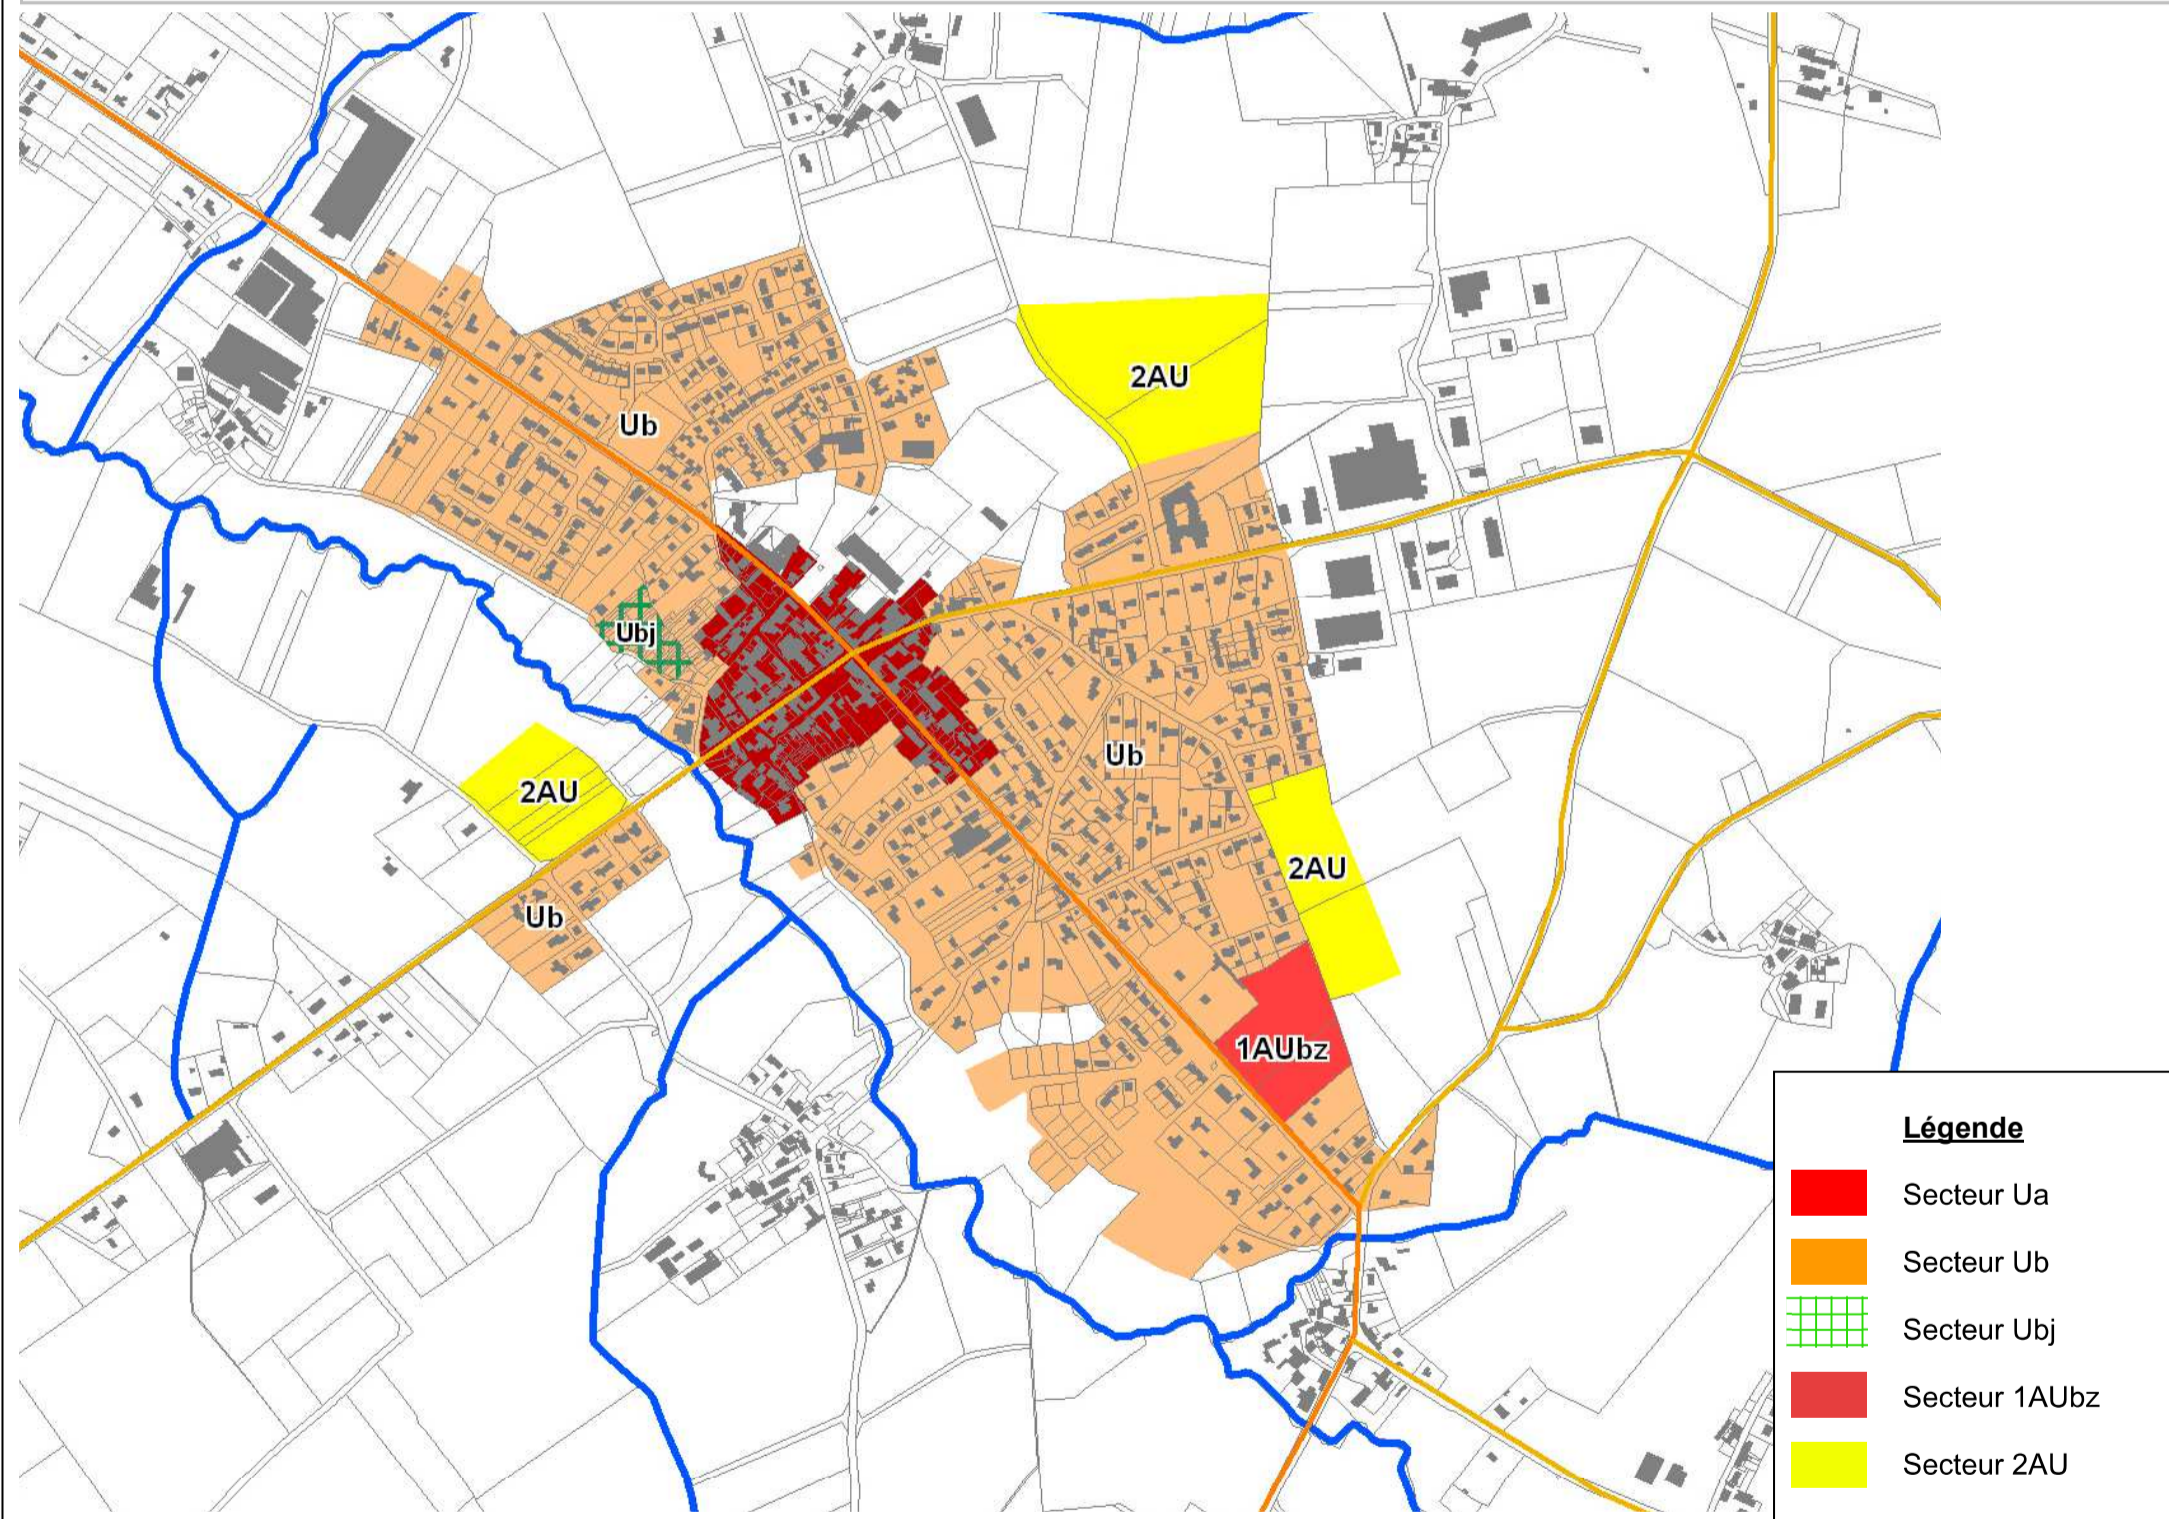 2AU
Ub
Ubj
Ub
2AU
2AU
Ub
1AUbz
Légende
Secteur Ua
Secteur Ub
Secteur Ubj
Secteur 1AUbz
Secteur 2AU